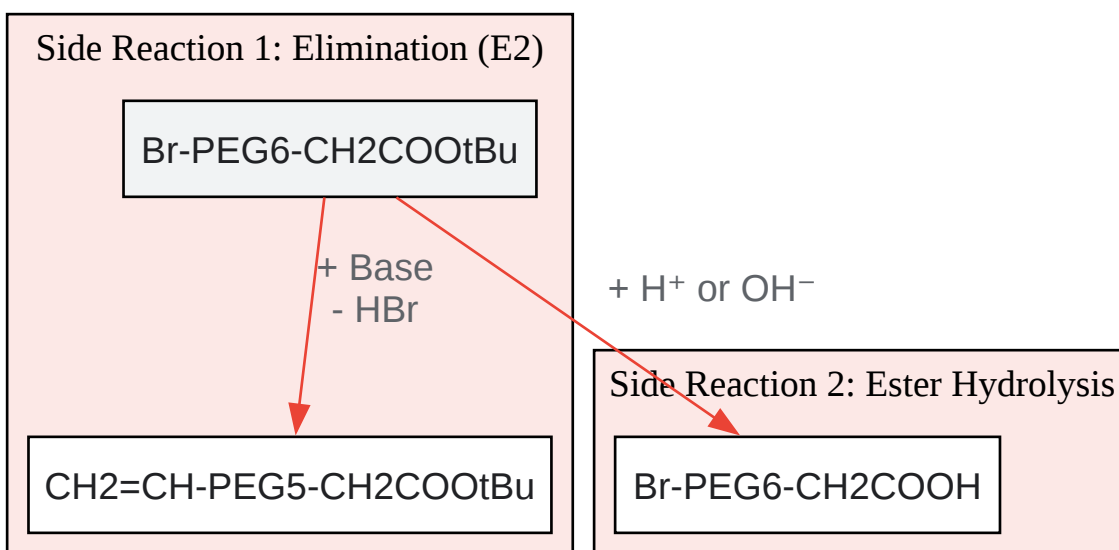 Side Reaction 1: Elimination (E2)
Br-PEG6-CH2COOtBu
+ Base
- HBr
+ H⁺ or OH⁻
Side Reaction 2: Ester Hydrolysis
CH2=CH-PEG5-CH2COOtBu
Br-PEG6-CH2COOH